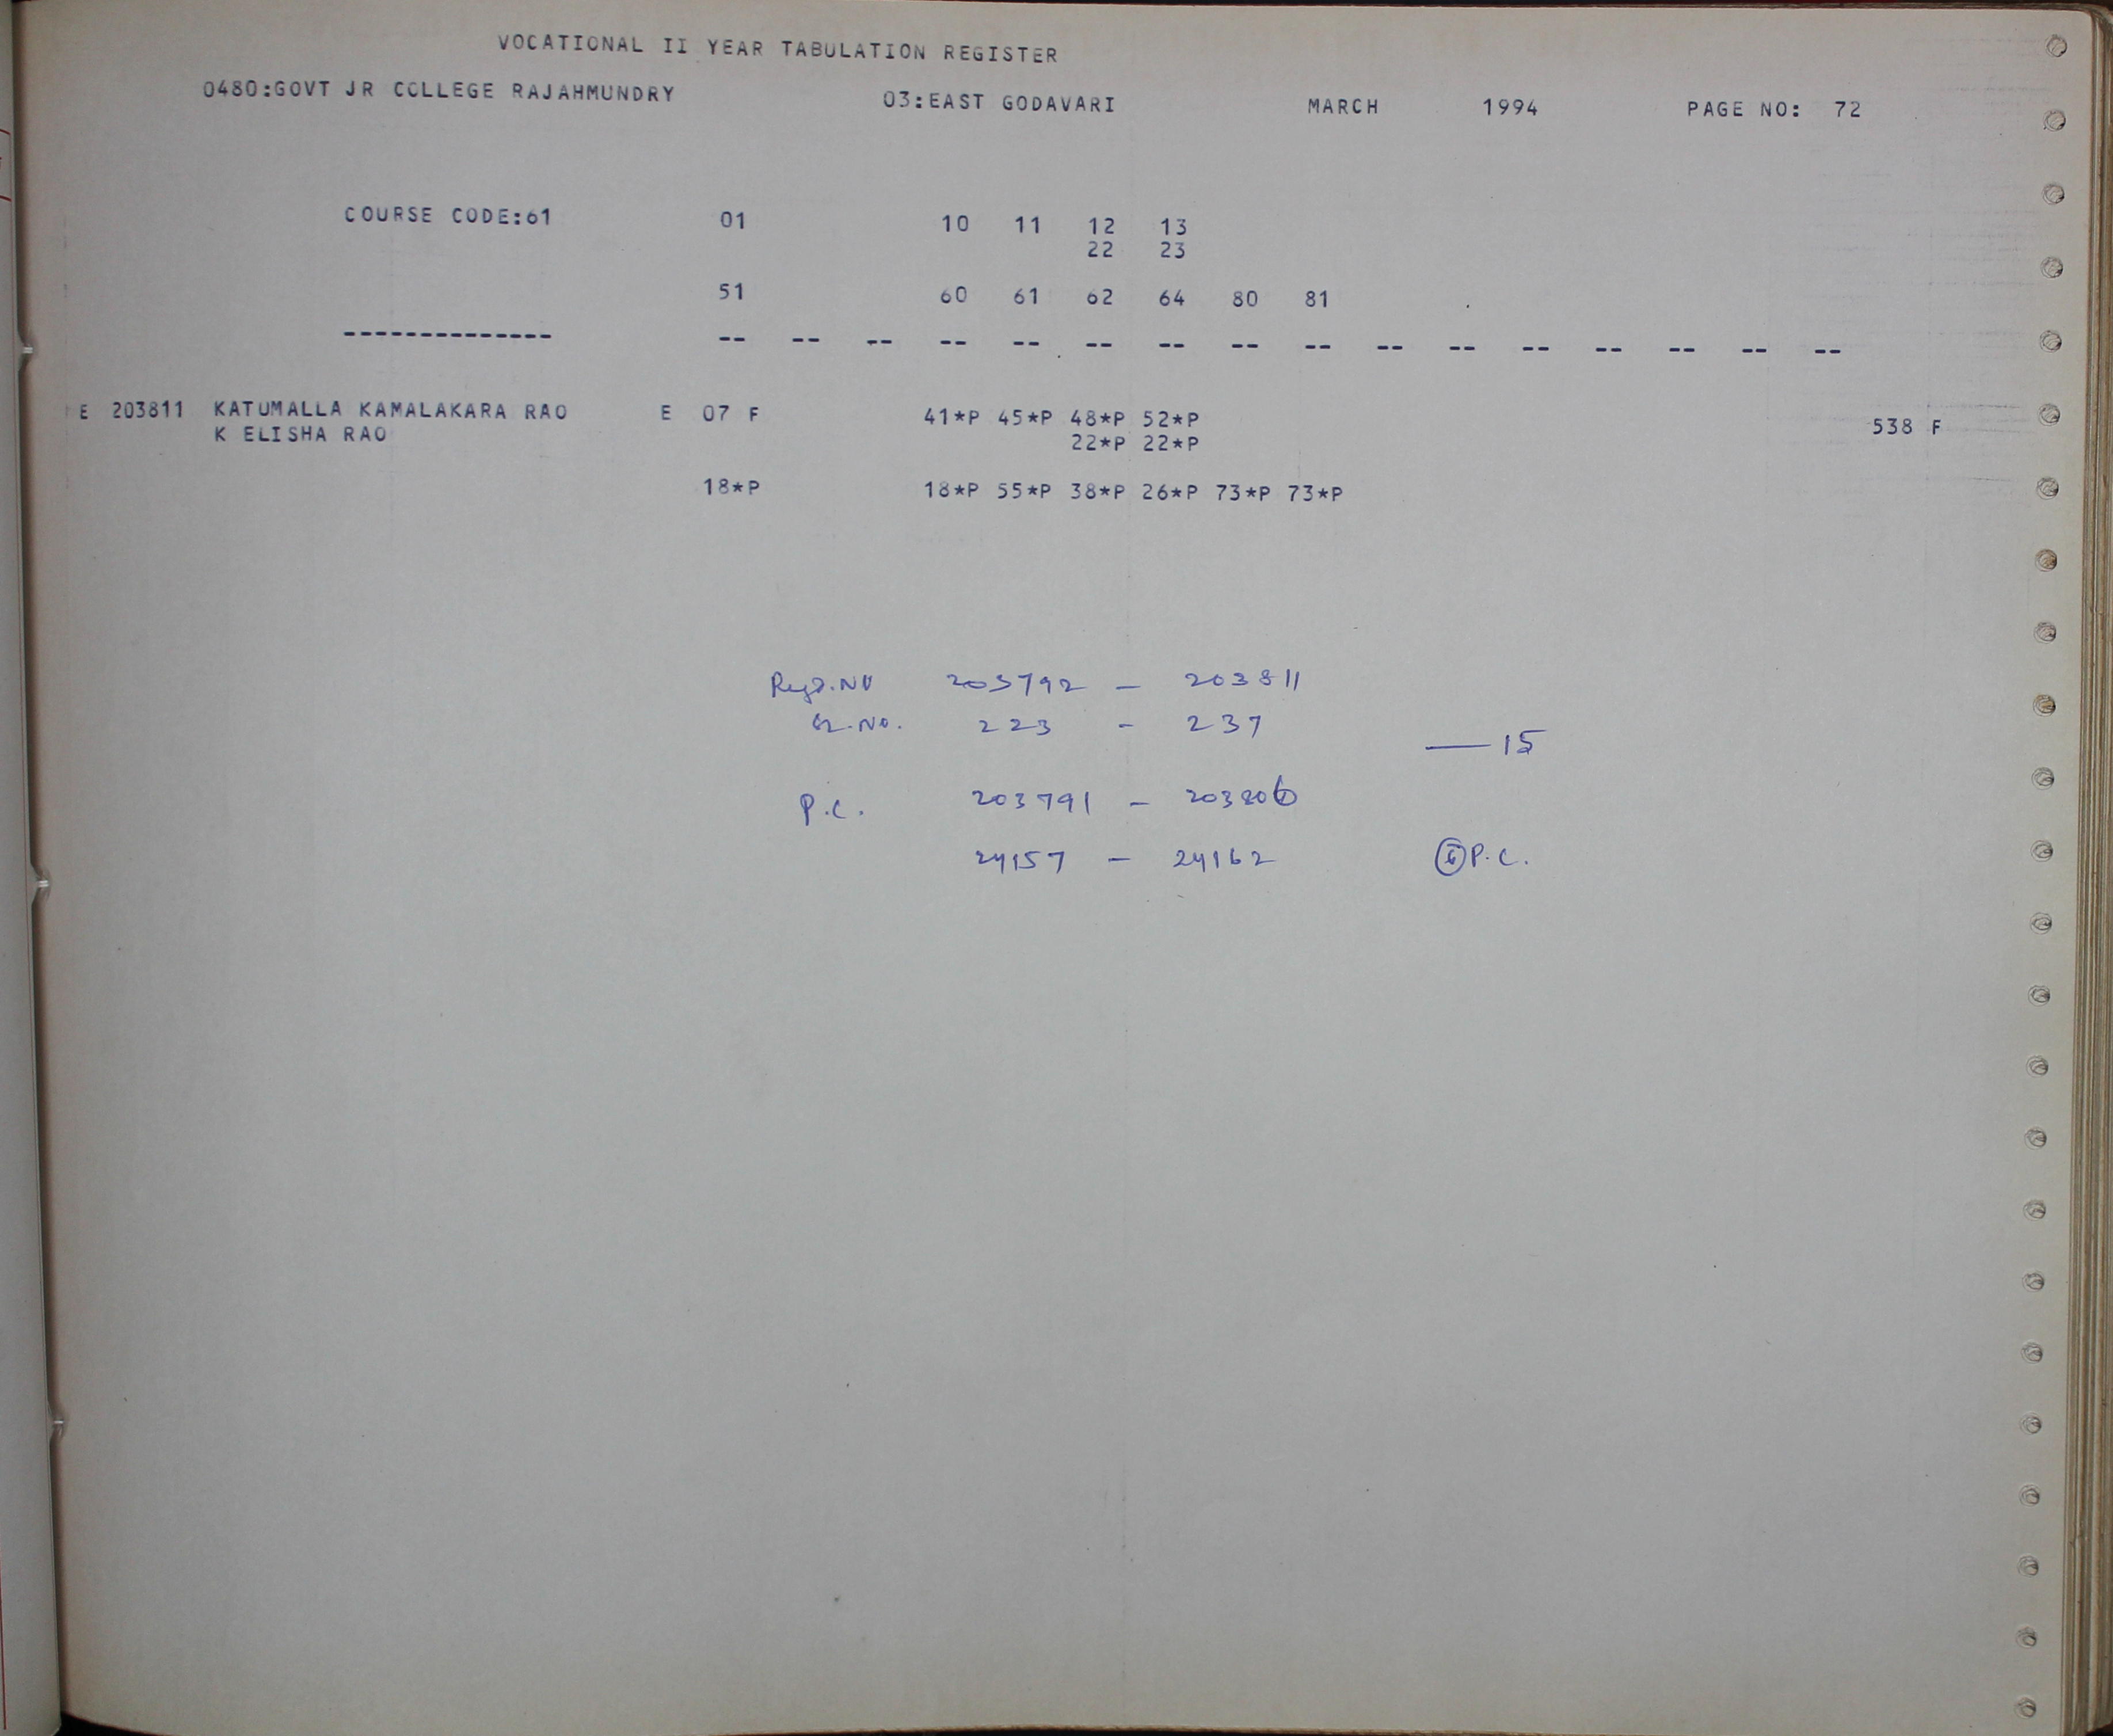 VOCATIONAL II YEAR TABULATION REGISTER
0480:GOVT JR COLLEGE RAJAHMUNDRY 03:EAST GODAVARI MARCH 1994 PAGE NO: 72
COURSE CODE:61 01 10 11 12 13
22 23
51 60 61 62 64 80 81
-------------- -- -- -- -- -- -- -- -- -- -- -- -- -- -- -- --
E 203811 KATUMALLA KAMALAKARA RAO E 07 F 41*P 45*P 48*P 52*P 538 F
K ELISHA RAO 22*P 22*P
18*P 18*P 55*P 38*P 26*P 73*P 73*P
Regd.No 203792 - 203811
No. 223 - 237 — 15
P.C. 203791 - 203806
24157 - 24162 6 P.C.